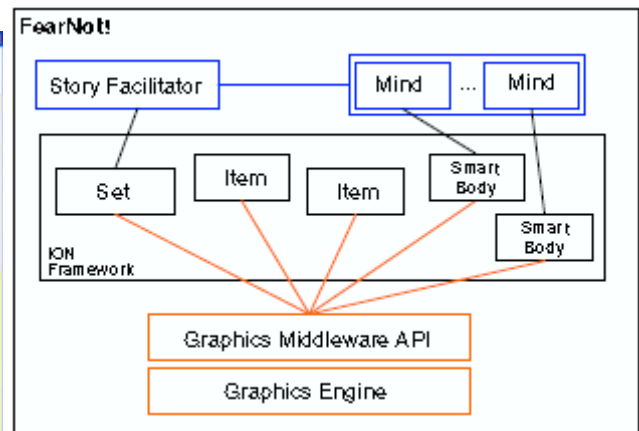 FearNot!
Story Facilitator
Mind ... Mind
Set
Item
Item
Smart
Body
Smart
Body
ION
Framework
Graphics Middleware API
Graphics Engine